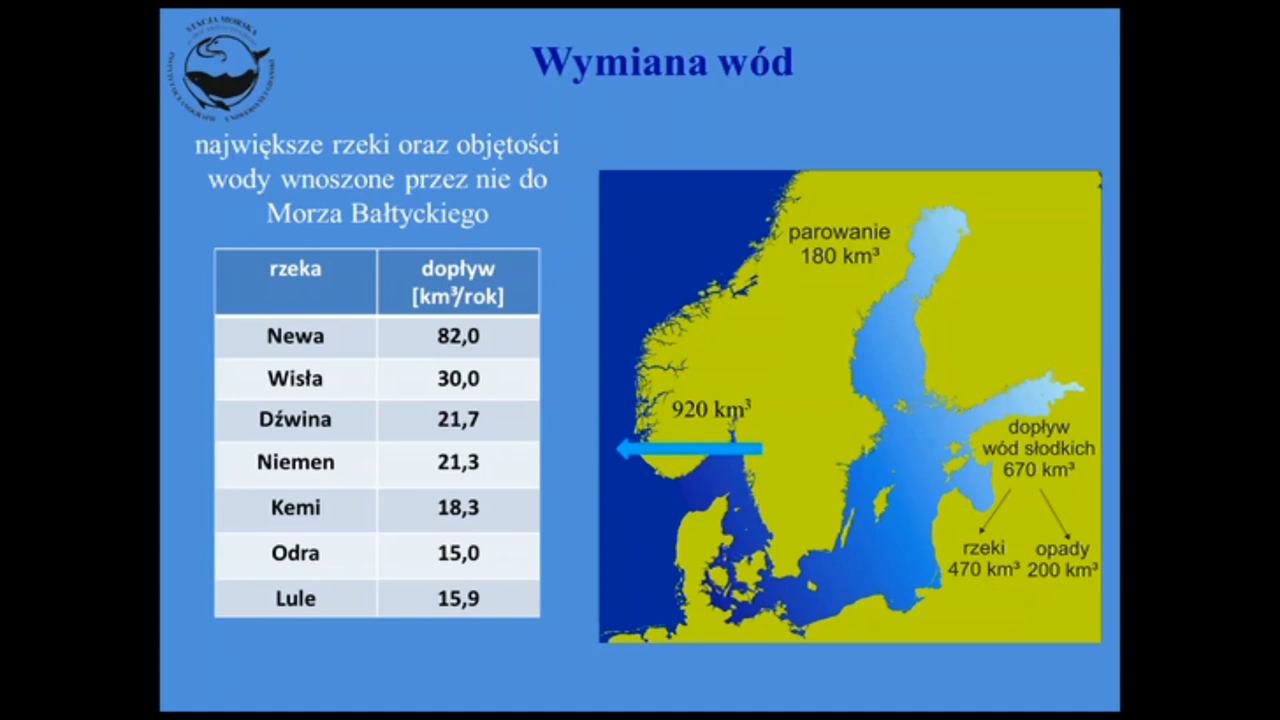 STACJA MORSKA
Wymiana wód
największe rzeki oraz objętości
wody wnoszone przez nie do
Morza Bałtyckiego
rzeka dopływ
[km³/rok]
Newa 82,0
Wisła 30,0
Dźwina 21,7
Niemen 21,3
Kemi 18,3
Odra 15,0
Lule 15,9
parowanie
180 km³
920 km³
dopływ
wód słodkich
670 km³
rzeki opady
470 km³ 200 km³